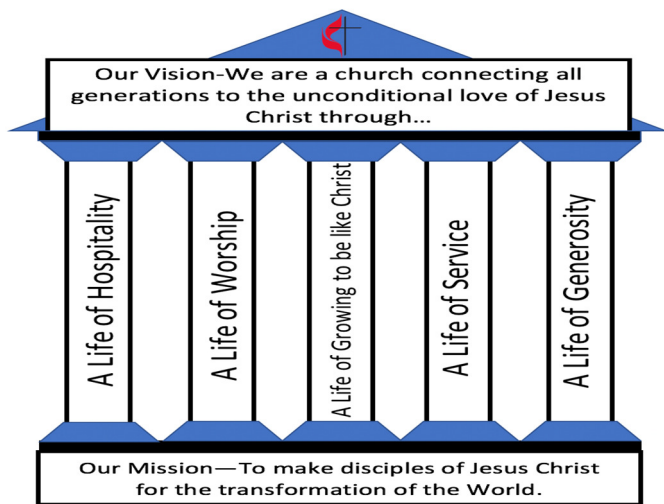 Our Vision-We are a church connecting all
generations to the unconditional love of Jesus
Christ through...
A Life of Hospitality
A Life of Worship
A Life of Growing to be like Christ
A Life of Service
A Life of Generosity
Our Mission—To make disciples of Jesus Christ
for the transformation of the World.